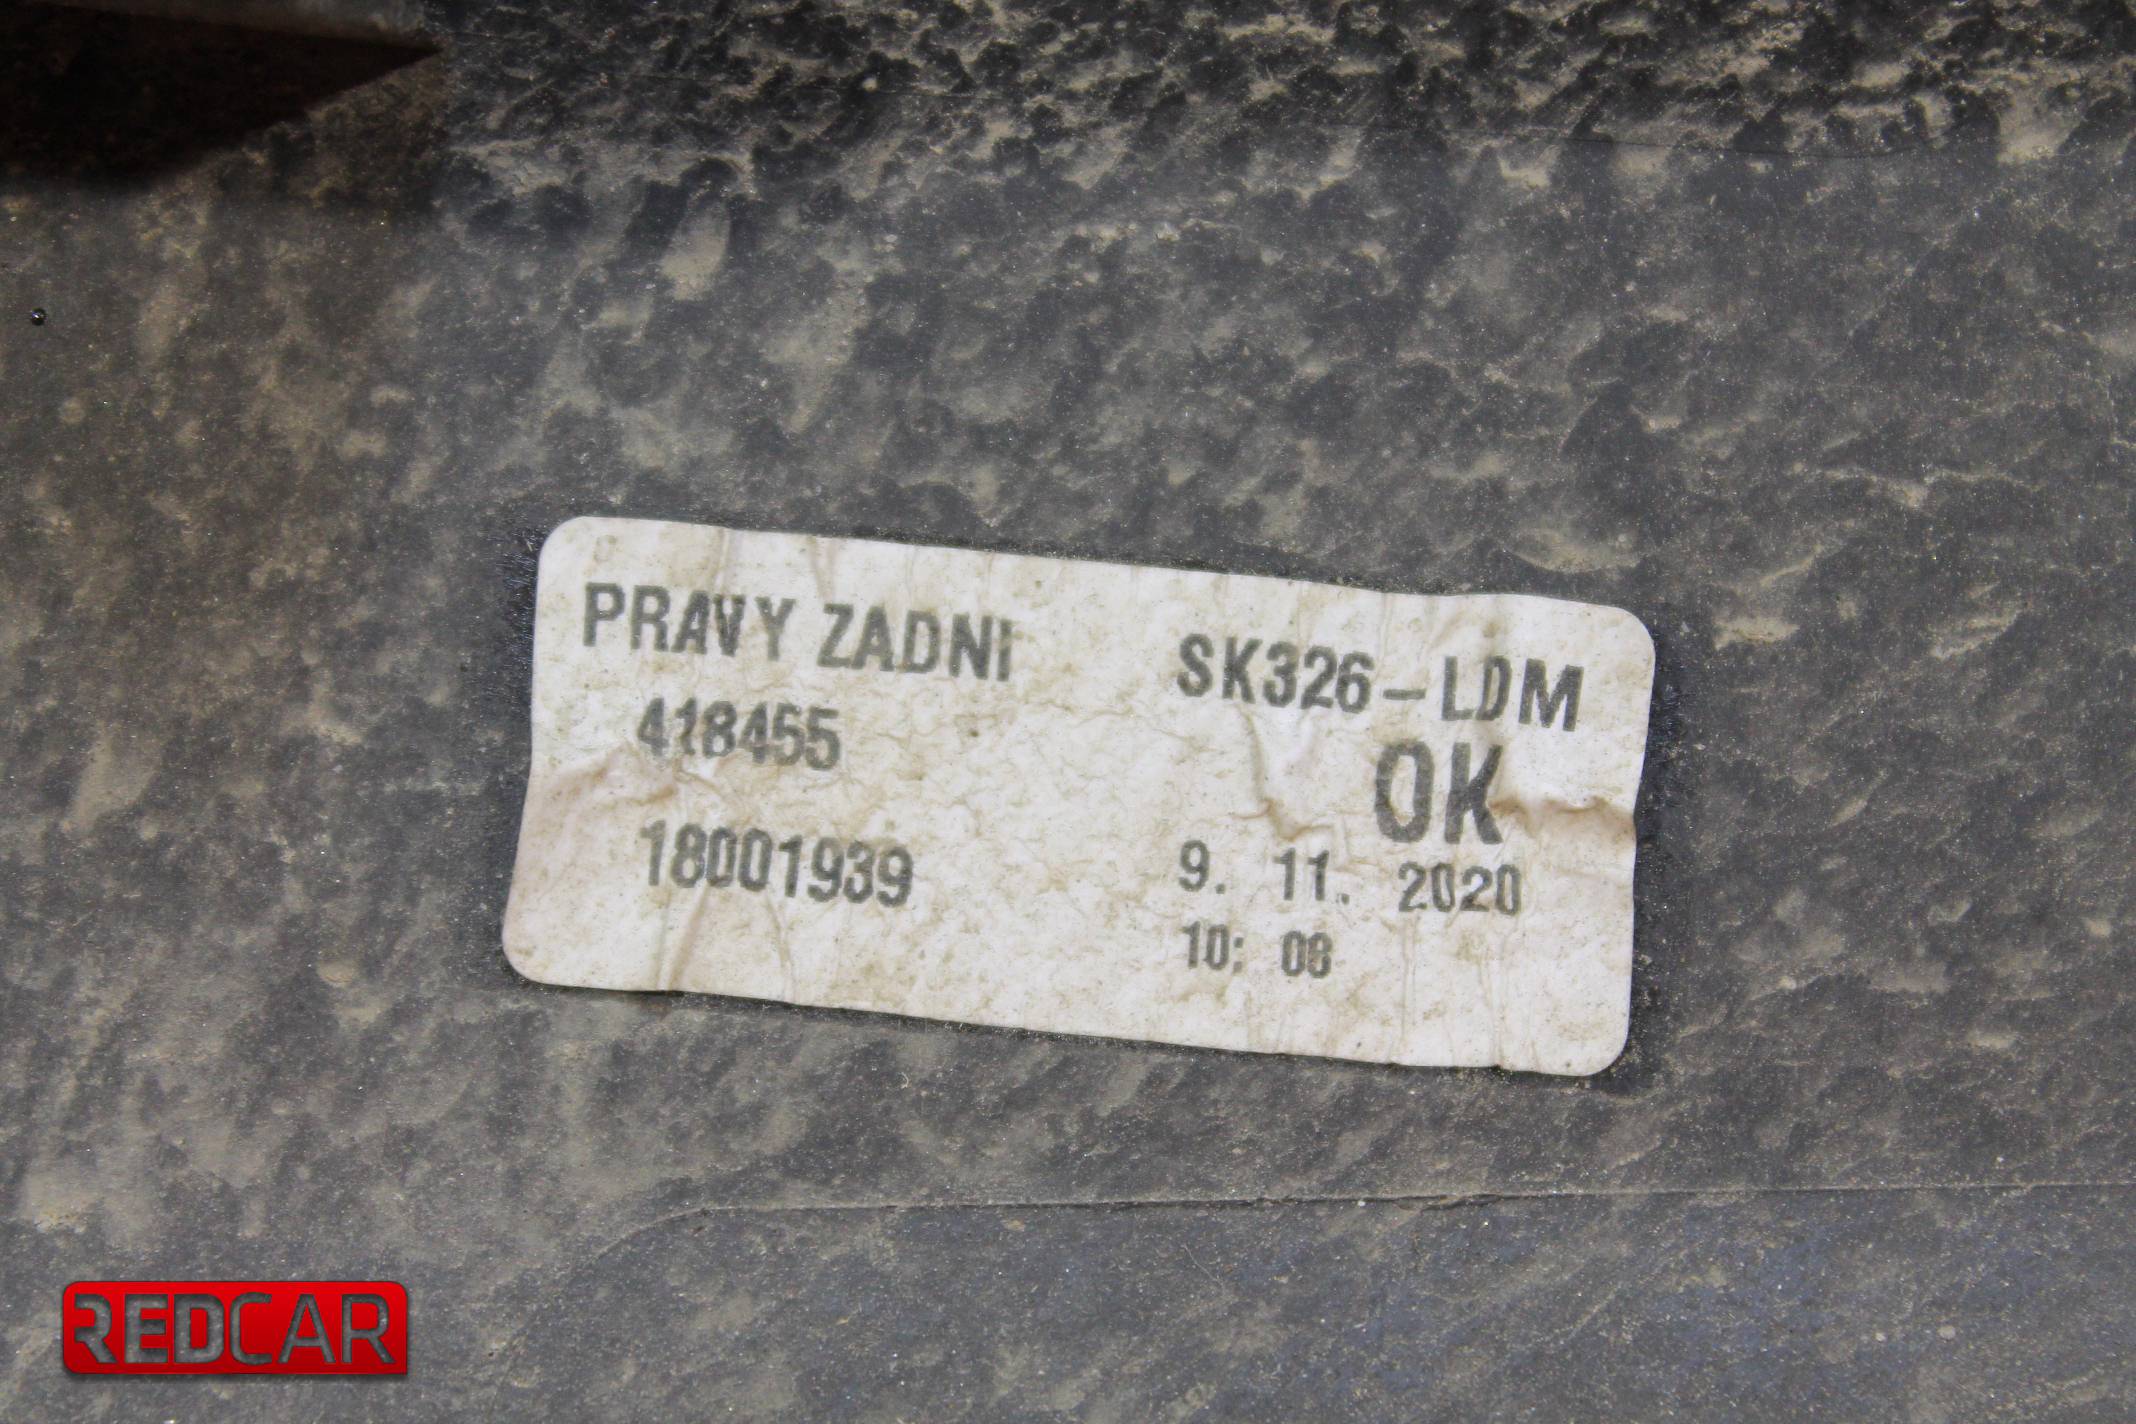 PRAVY ZADNI SK326-LDM
418455 OK
18001939 9. 11. 2020
10: 08
REDCAR